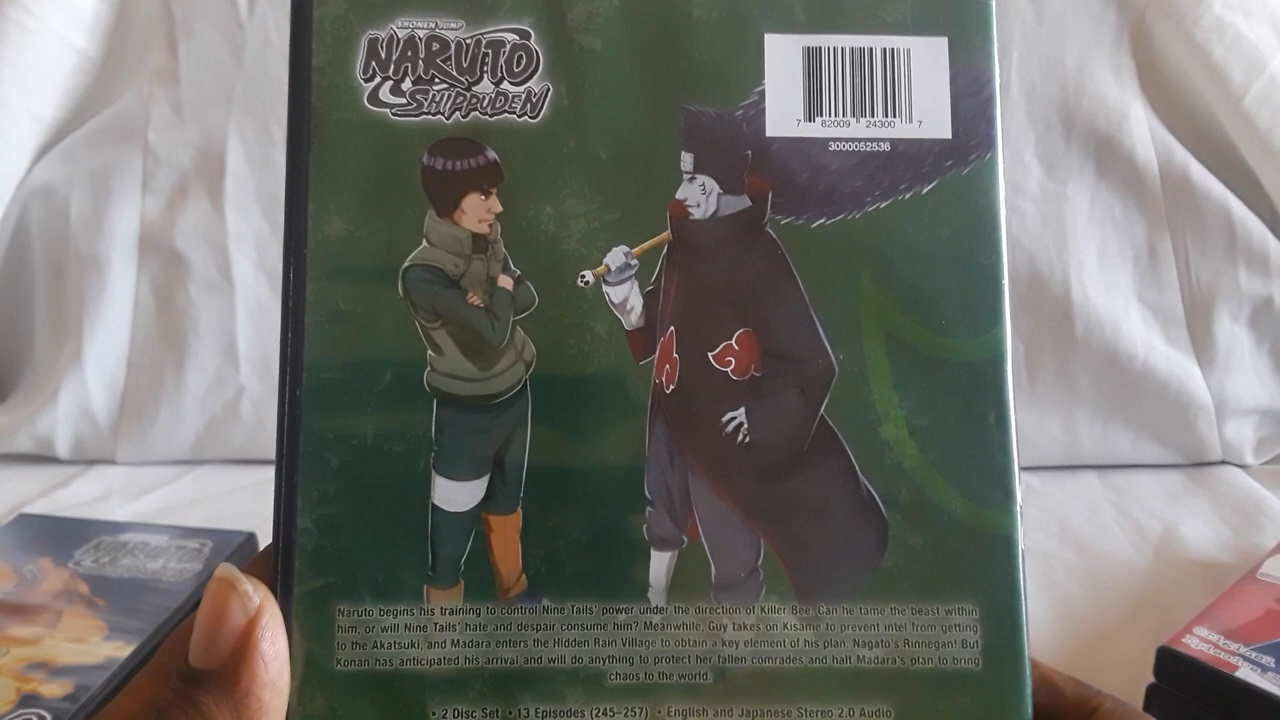 SHONEN JUMP
NARUTO
SHIPPUDEN
7 82009 24300 7
3000052536
Naruto begins his training to control Nine Tails' power under the direction of Killer Bee. Can he tame the beast within
him, or will Nine Tails' hate and despair consume him? Meanwhile, Guy takes on Kisame to prevent intel from getting
to the Akatsuki, and Madara enters the Hidden Rain Village to obtain a key element of his plan. Nagato's Rinnegan! But
Konan has anticipated his arrival and will do anything to protect her fallen comrades and halt Madara's plan to bring
chaos to the world.
• 2 Disc Set • 13 Episodes (245-257) • English and Japanese Stereo 2.0 Audio
NARUTO